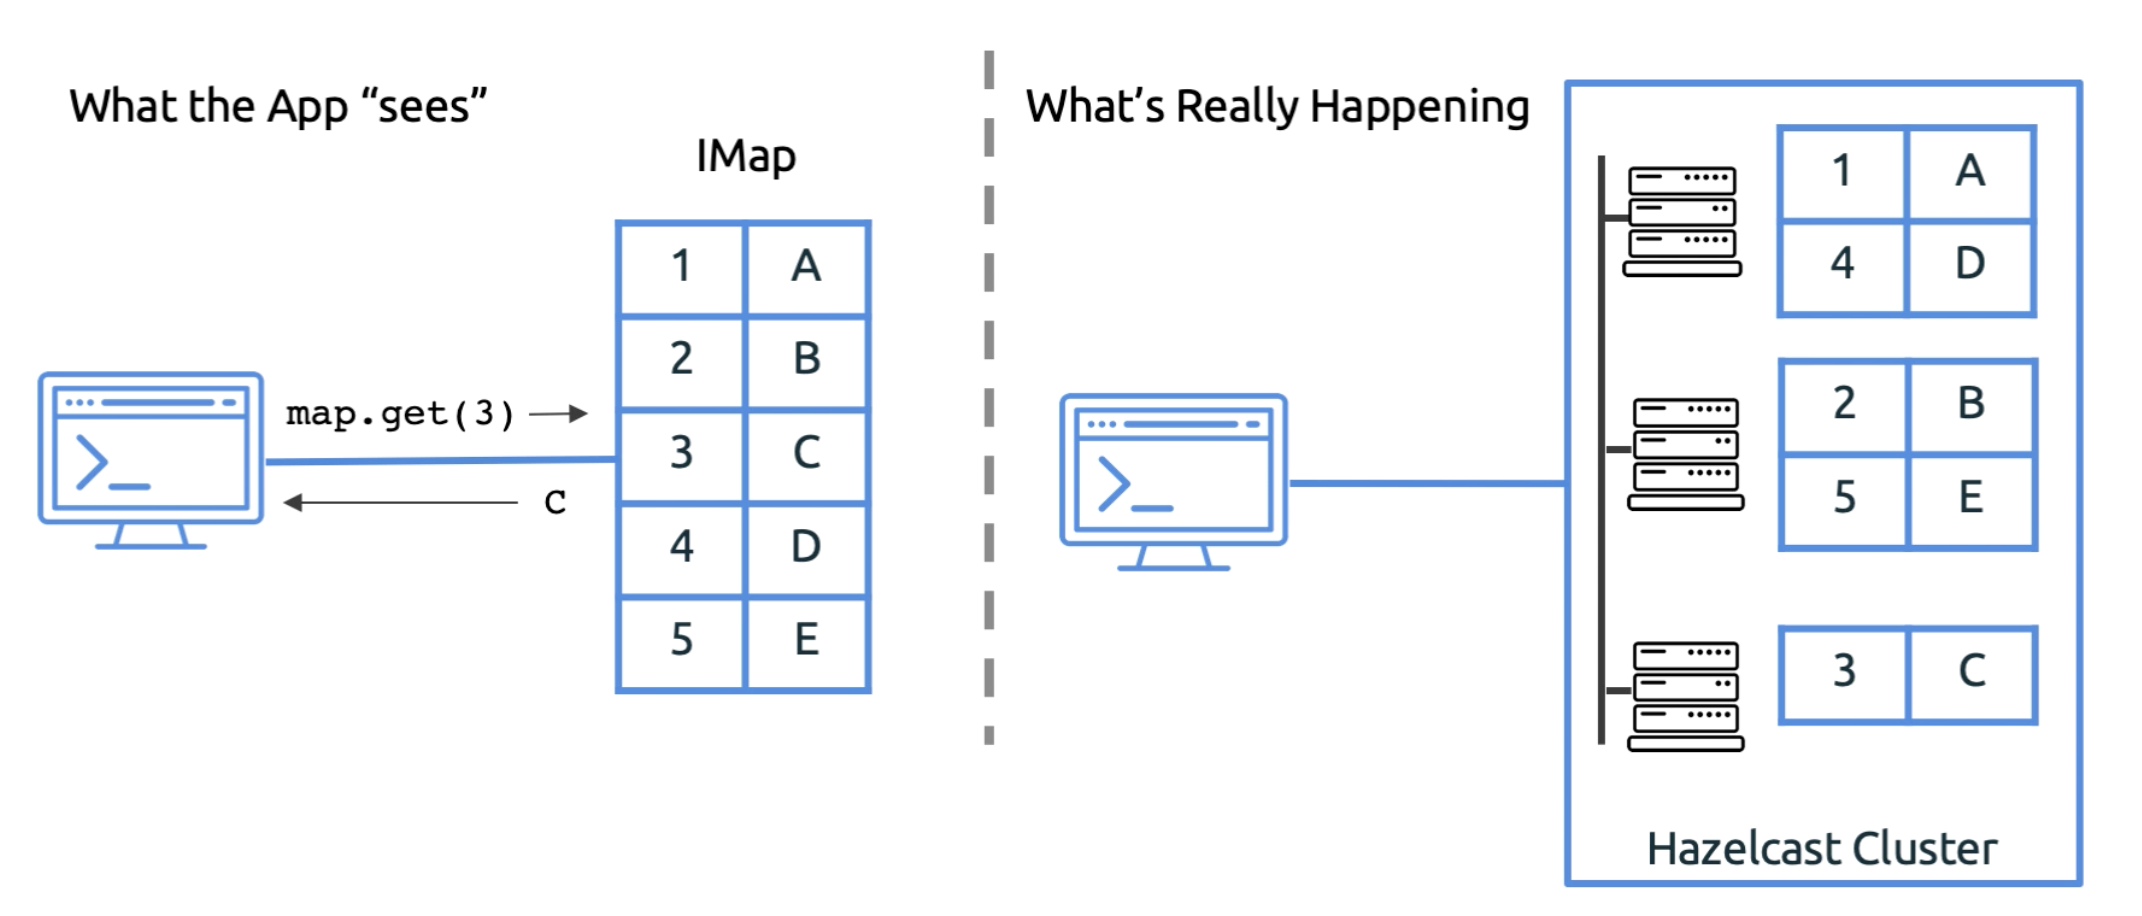 What the App “sees”
IMap
map.get(3)
C
1 A
2 B
3 C
4 D
5 E
What’s Really Happening
1 A
4 D
2 B
5 E
3 C
Hazelcast Cluster